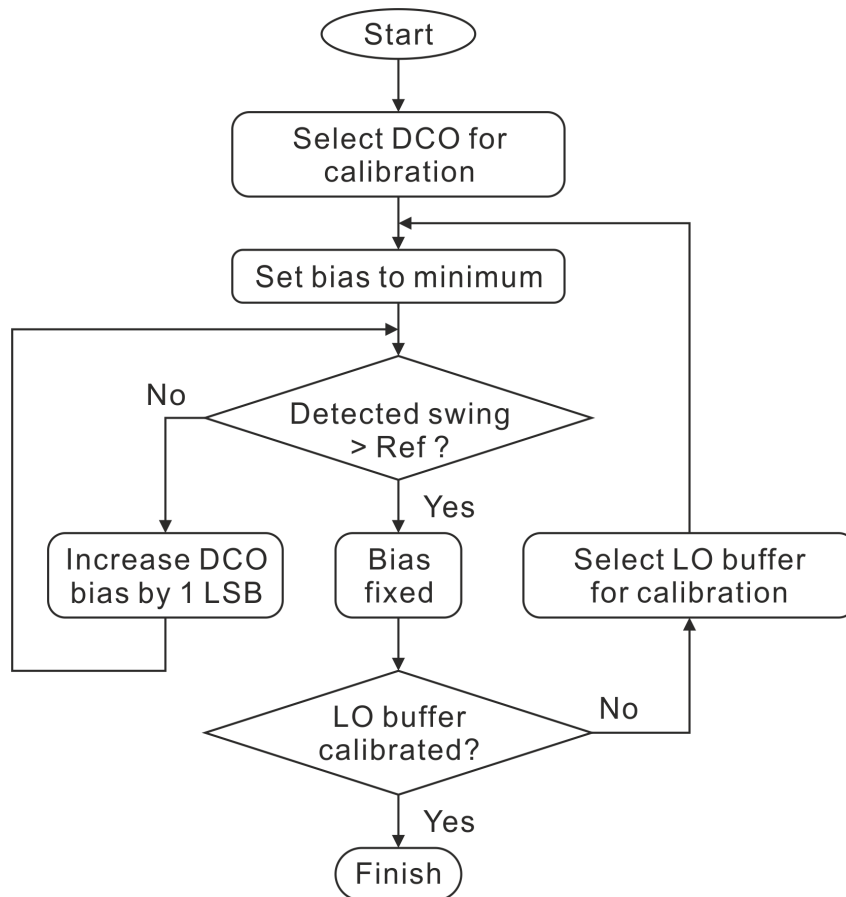 Start
Select DCO for
calibration
Set bias to minimum
No
Detected swing
> Ref ?
Yes
Increase DCO
bias by 1 LSB
Bias
fixed
Select LO buffer
for calibration
LO buffer
calibrated?
No
Yes
Finish